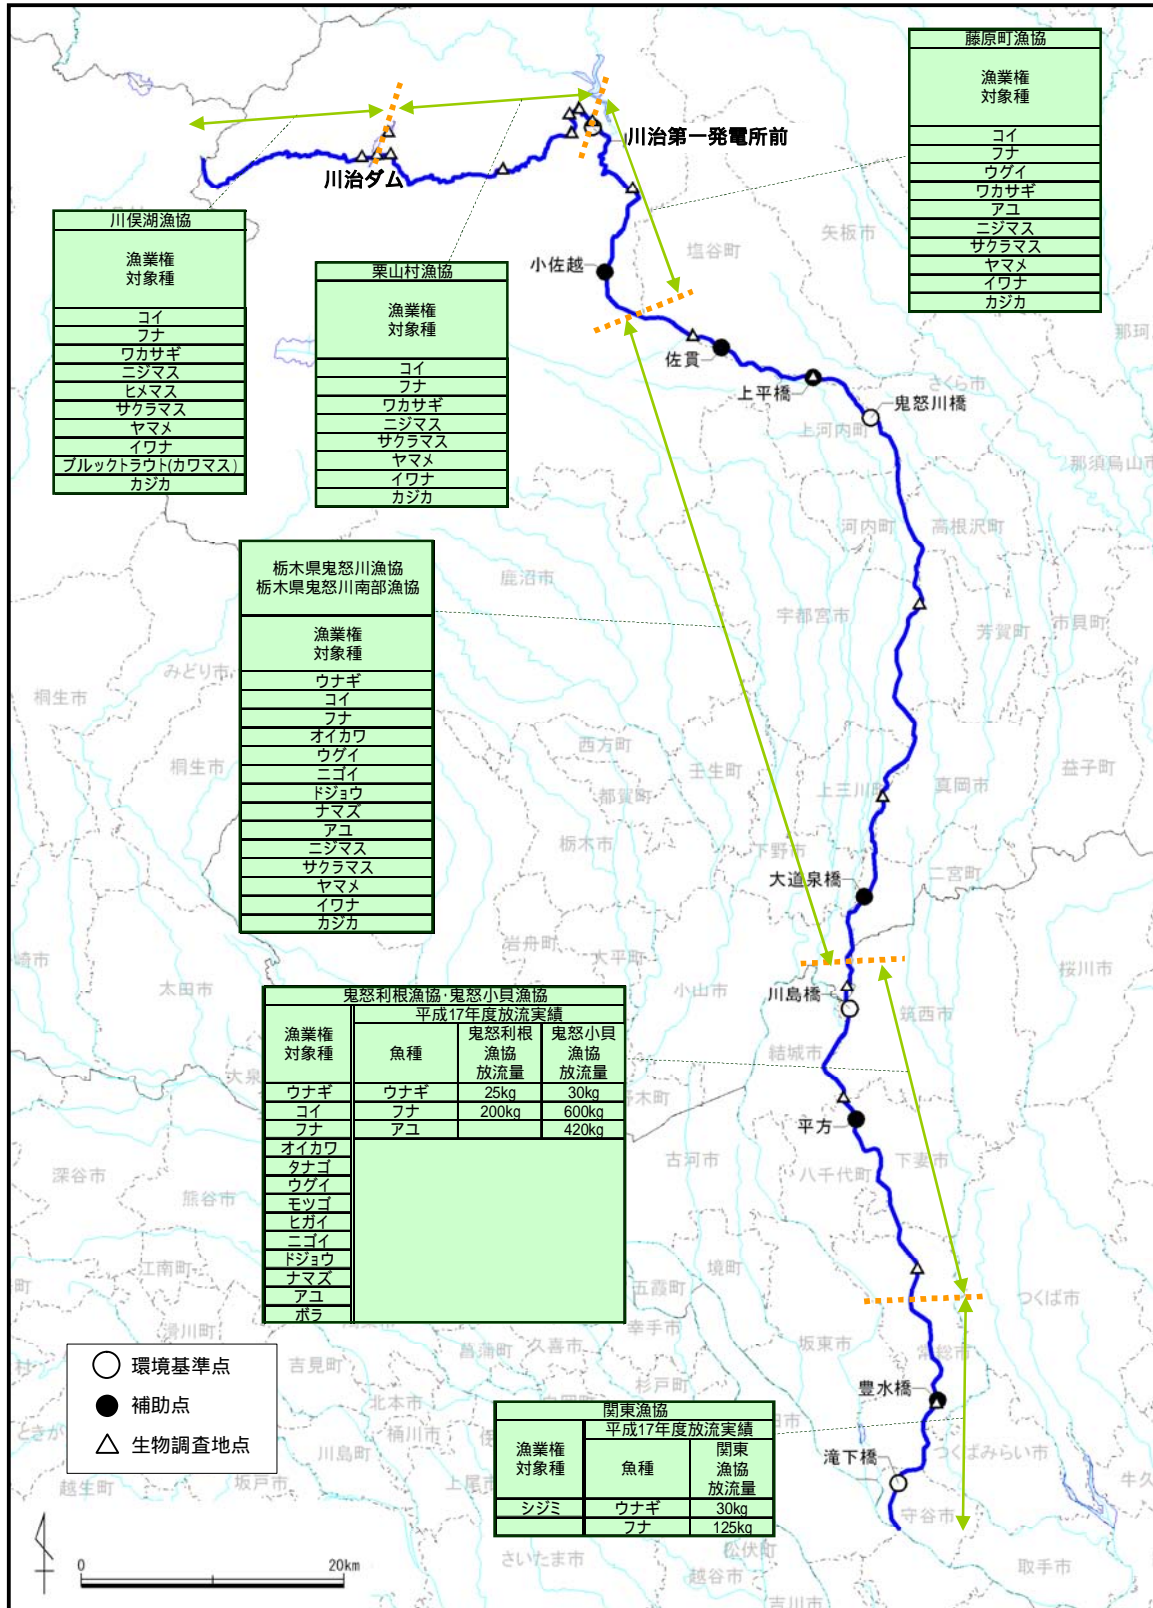 藤原町漁協
漁業権
対象種
コイ
フナ
ウグイ
ワカサギ
アユ
ニジマス
サクラマス
ヤマメ
イワナ
カジカ
川治第一発電所前
川治ダム
川俣湖漁協
漁業権
対象種
コイ
フナ
ワカサギ
ニジマス
ヒメマス
サクラマス
ヤマメ
イワナ
ブルックトラウト(カワマス)
カジカ
栗山村漁協
漁業権
対象種
コイ
フナ
ワカサギ
ニジマス
サクラマス
ヤマメ
イワナ
カジカ
塩谷町
矢板市
小佐越
佐貫
上平橋
さくら市
鬼怒川橋
上河内町
那須烏山市
河内町
高根沢町
栃木県鬼怒川漁協
栃木県鬼怒川南部漁協
漁業権
対象種
ウナギ
コイ
フナ
オイカワ
ウグイ
ニゴイ
ドジョウ
ナマズ
アユ
ニジマス
サクラマス
ヤマメ
イワナ
カジカ
鹿沼市
宇都宮市
芳賀町
市貝町
みどり市
桐生市
桐生市
西方町
壬生町
都賀町
上三川町
真岡市
益子町
栃木市
下野市
大道泉橋
二宮町
岩舟町
大平町
小山市
太田市
川島橋
筑西市
桜川市
結城市
鬼怒利根漁協･鬼怒小貝漁協
漁業権
対象種
平成17年度放流実績
魚種
鬼怒利根
漁協
放流量
鬼怒小貝
漁協
放流量
ウナギ ウナギ 25kg 30kg
コイ フナ 200kg 600kg
フナ アユ 420kg
オイカワ
タナゴ
ウグイ
モツゴ
ヒガイ
ニゴイ
ドジョウ
ナマズ
アユ
ボラ
平方
古河市
八千代町
下妻市
深谷市
熊谷市
江南町
滑川町
吉見町
境町
五霞町
幸手市
久喜市
菖蒲町
杉戸町
坂東市
常総市
つくば市
環境基準点
補助点
生物調査地点
豊水橋
滝下橋
つくばみらい市
守谷市
取手市
北本市
桶川市
川島町
坂戸市
越生町
上尾市
関東漁協
漁業権
対象種
平成17年度放流実績
魚種
関東
漁協
放流量
シジミ ウナギ 30kg
フナ 125kg
さいたま市
松伏町
越谷市
吉川市
0 20km